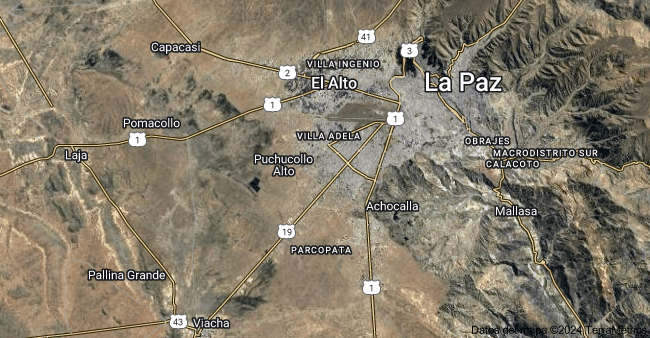 41
3
Capacasi
VILLA INGENIO
2
El Alto
La Paz
1
1
Pomacollo
1
VILLA ADELA
OBRAJES
Laja
MACRODISTRITO SUR
Puchucollo
Alto
CALACOTO
Achocalla
Mallasa
19
PARCOPATA
Pallina Grande
1
43
Viacha
Datos del mapa ©2024 TerraMetrics